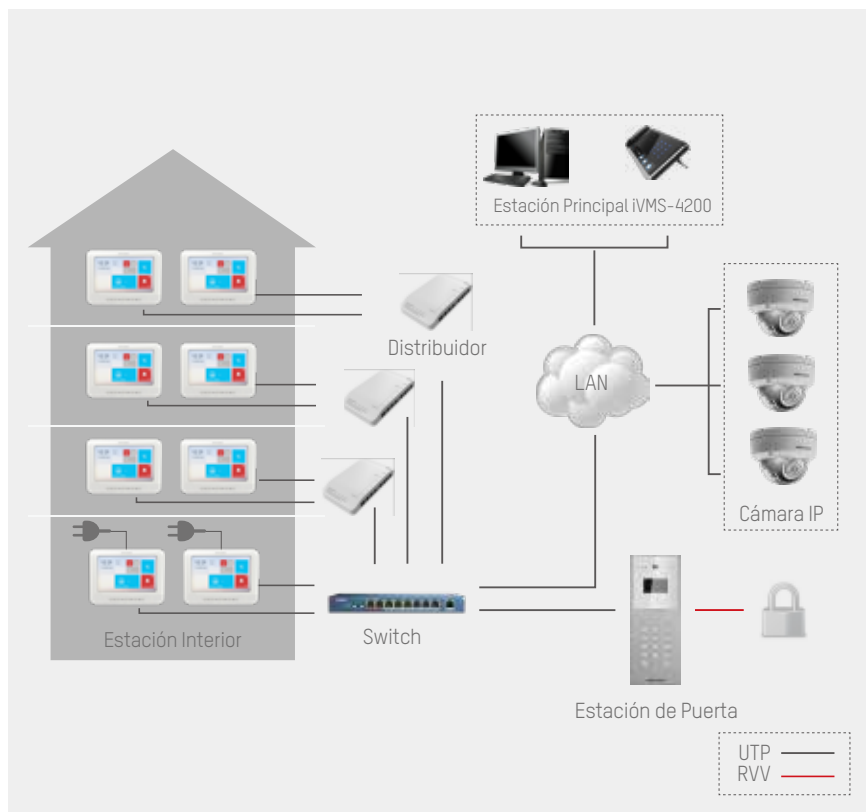 Estación Principal iVMS-4200
Distribuidor
LAN
Cámara IP
Estación Interior
Switch
Estación de Puerta
UTP
RVV